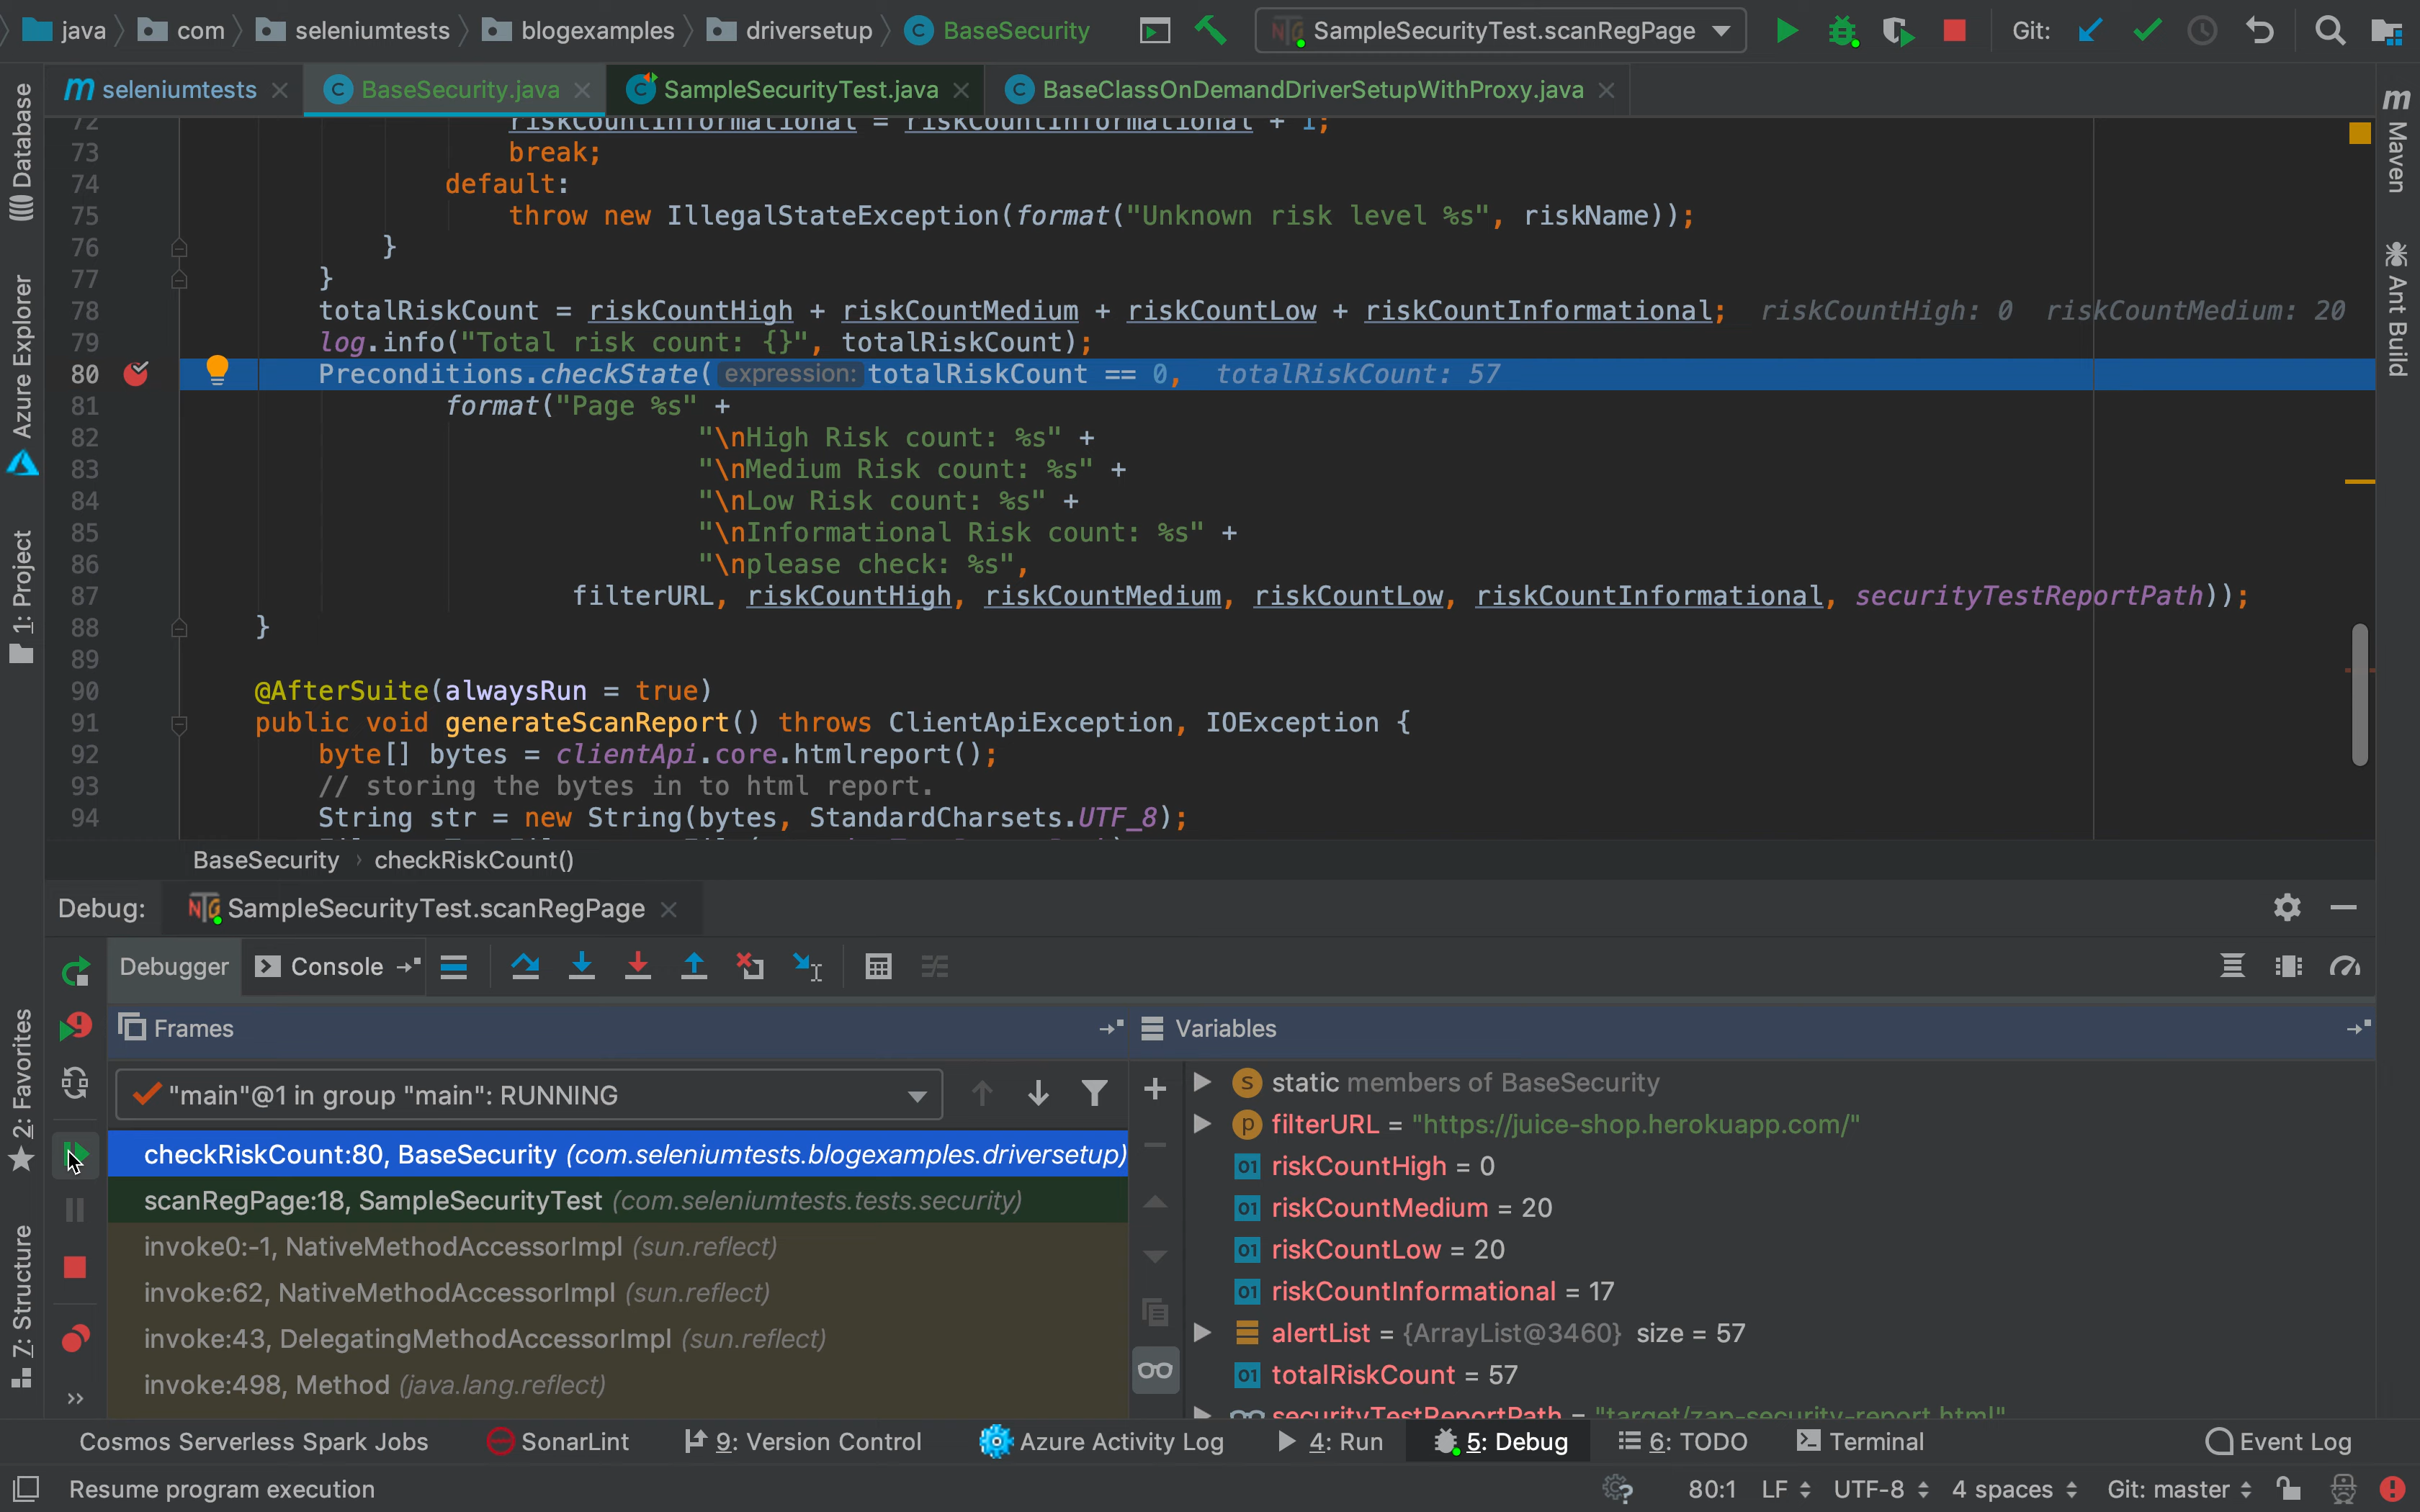 java com seleniumtests blogexamples driversetup BaseSecurity SampleSecurityTest.scanRegPage Git:
seleniumtests BaseSecurity.java SampleSecurityTest.java BaseClassOnDemandDriverSetupWithProxy.java
Database
Azure Explorer
1: Project
2: Favorites
7: Structure
Maven
Ant Build
72 riskCountInformational = riskCountInformational + 1;
73 break;
74 default:
75 throw new IllegalStateException(format("Unknown risk level %s", riskName));
76 }
77 }
78 totalRiskCount = riskCountHigh + riskCountMedium + riskCountLow + riskCountInformational; riskCountHigh: 0 riskCountMedium: 20
79 log.info("Total risk count: {}", totalRiskCount);
80 Preconditions.checkState( expression: totalRiskCount == 0, totalRiskCount: 57
81 format("Page %s" +
82 "\nHigh Risk count: %s" +
83 "\nMedium Risk count: %s" +
84 "\nLow Risk count: %s" +
85 "\nInformational Risk count: %s" +
86 "\nplease check: %s",
87 filterURL, riskCountHigh, riskCountMedium, riskCountLow, riskCountInformational, securityTestReportPath));
88 }
89
90 @AfterSuite(alwaysRun = true)
91 public void generateScanReport() throws ClientApiException, IOException {
92 byte[] bytes = clientApi.core.htmlreport();
93 // storing the bytes in to html report.
94 String str = new String(bytes, StandardCharsets.UTF_8);
BaseSecurity › checkRiskCount()
Debug: SampleSecurityTest.scanRegPage
Debugger Console
Frames
"main"@1 in group "main": RUNNING
checkRiskCount:80, BaseSecurity (com.seleniumtests.blogexamples.driversetup)
scanRegPage:18, SampleSecurityTest (com.seleniumtests.tests.security)
invoke0:-1, NativeMethodAccessorImpl (sun.reflect)
invoke:62, NativeMethodAccessorImpl (sun.reflect)
invoke:43, DelegatingMethodAccessorImpl (sun.reflect)
invoke:498, Method (java.lang.reflect)
Variables
static members of BaseSecurity
filterURL = "https://juice-shop.herokuapp.com/"
riskCountHigh = 0
riskCountMedium = 20
riskCountLow = 20
riskCountInformational = 17
alertList = {ArrayList@3460} size = 57
totalRiskCount = 57
securityTestReportPath = "target/zap-security-report.html"
Cosmos Serverless Spark Jobs SonarLint 9: Version Control Azure Activity Log 4: Run 5: Debug 6: TODO Terminal Event Log
Resume program execution 80:1 LF UTF-8 4 spaces Git: master